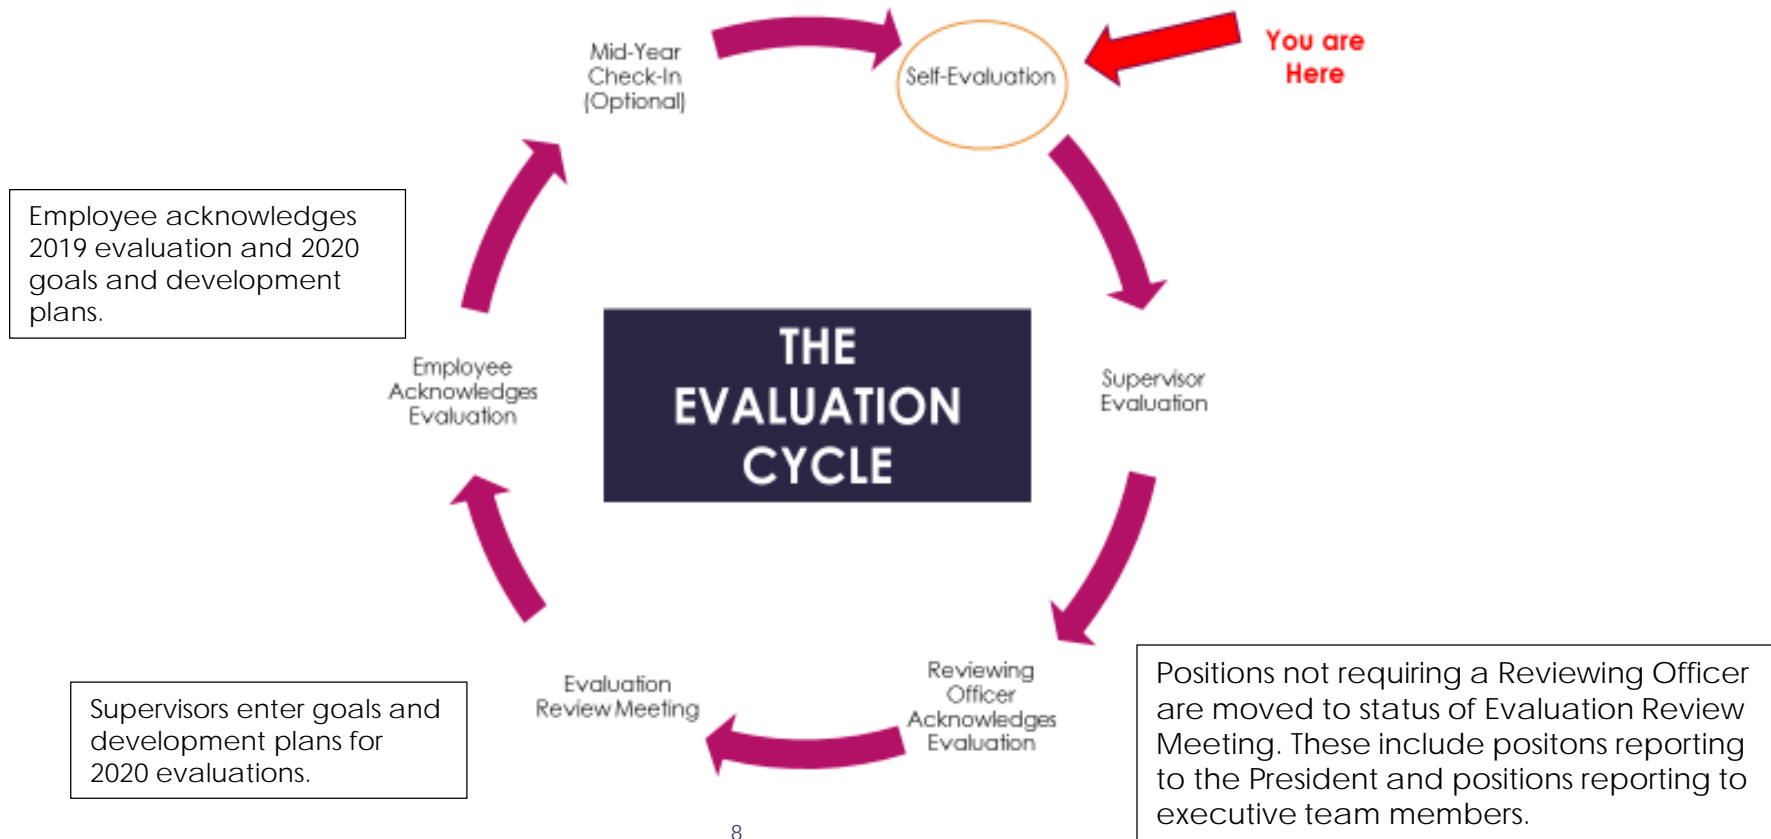 Mid-Year
Check-In
(Optional)
Self-Evaluation
You are
Here
Employee acknowledges
2019 evaluation and 2020
goals and development
plans.
THE
EVALUATION
CYCLE
Employee
Acknowledges
Evaluation
Supervisor
Evaluation
Evaluation
Review Meeting
Reviewing
Officer
Acknowledges
Evaluation
Supervisors enter goals and
development plans for
2020 evaluations.
Positions not requiring a Reviewing Officer
are moved to status of Evaluation Review
Meeting. These include positons reporting
to the President and positions reporting to
executive team members.
8